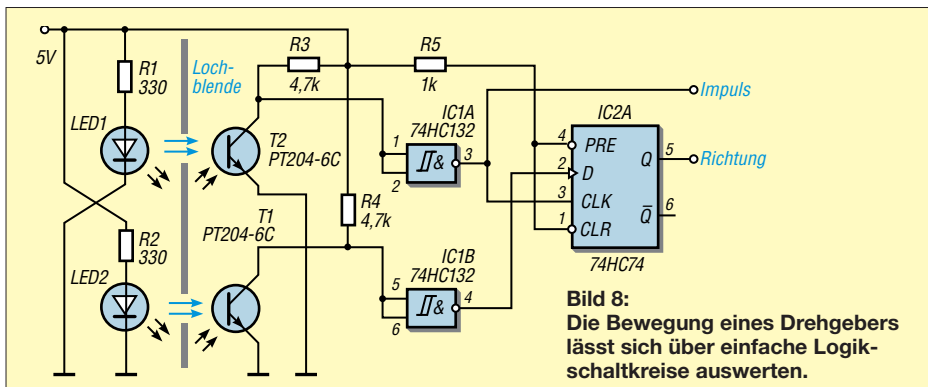 5V
R1
330
LED1
R2
330
LED2
Loch-
blende
T2
PT204-6C
T1
PT204-6C
R3
4,7k
R4
4,7k
R5
1k
IC1A
74HC132
1
2
&
3
IC1B
74HC132
5
6
&
4
IC2A
4
PRE
2
D
3
CLK
1
CLR
Q
5
Q̅
6
74HC74
Impuls
Richtung
Bild 8:
Die Bewegung eines Drehgebers
lässt sich über einfache Logik-
schaltkreise auswerten.